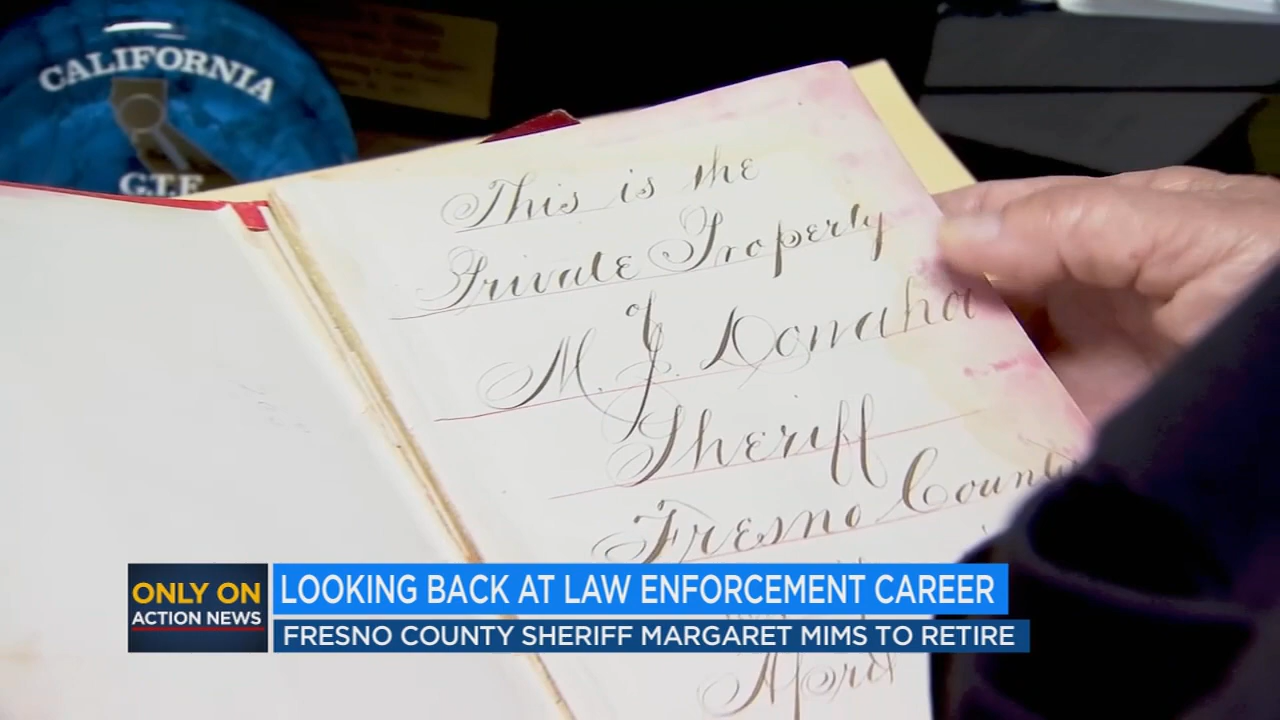 CALIFORNIA
G.T.F
This is the
Private Property
of
M. J. Donaho
Sheriff
Fresno County
ONLY ON
ACTION NEWS
LOOKING BACK AT LAW ENFORCEMENT CAREER
FRESNO COUNTY SHERIFF MARGARET MIMS TO RETIRE